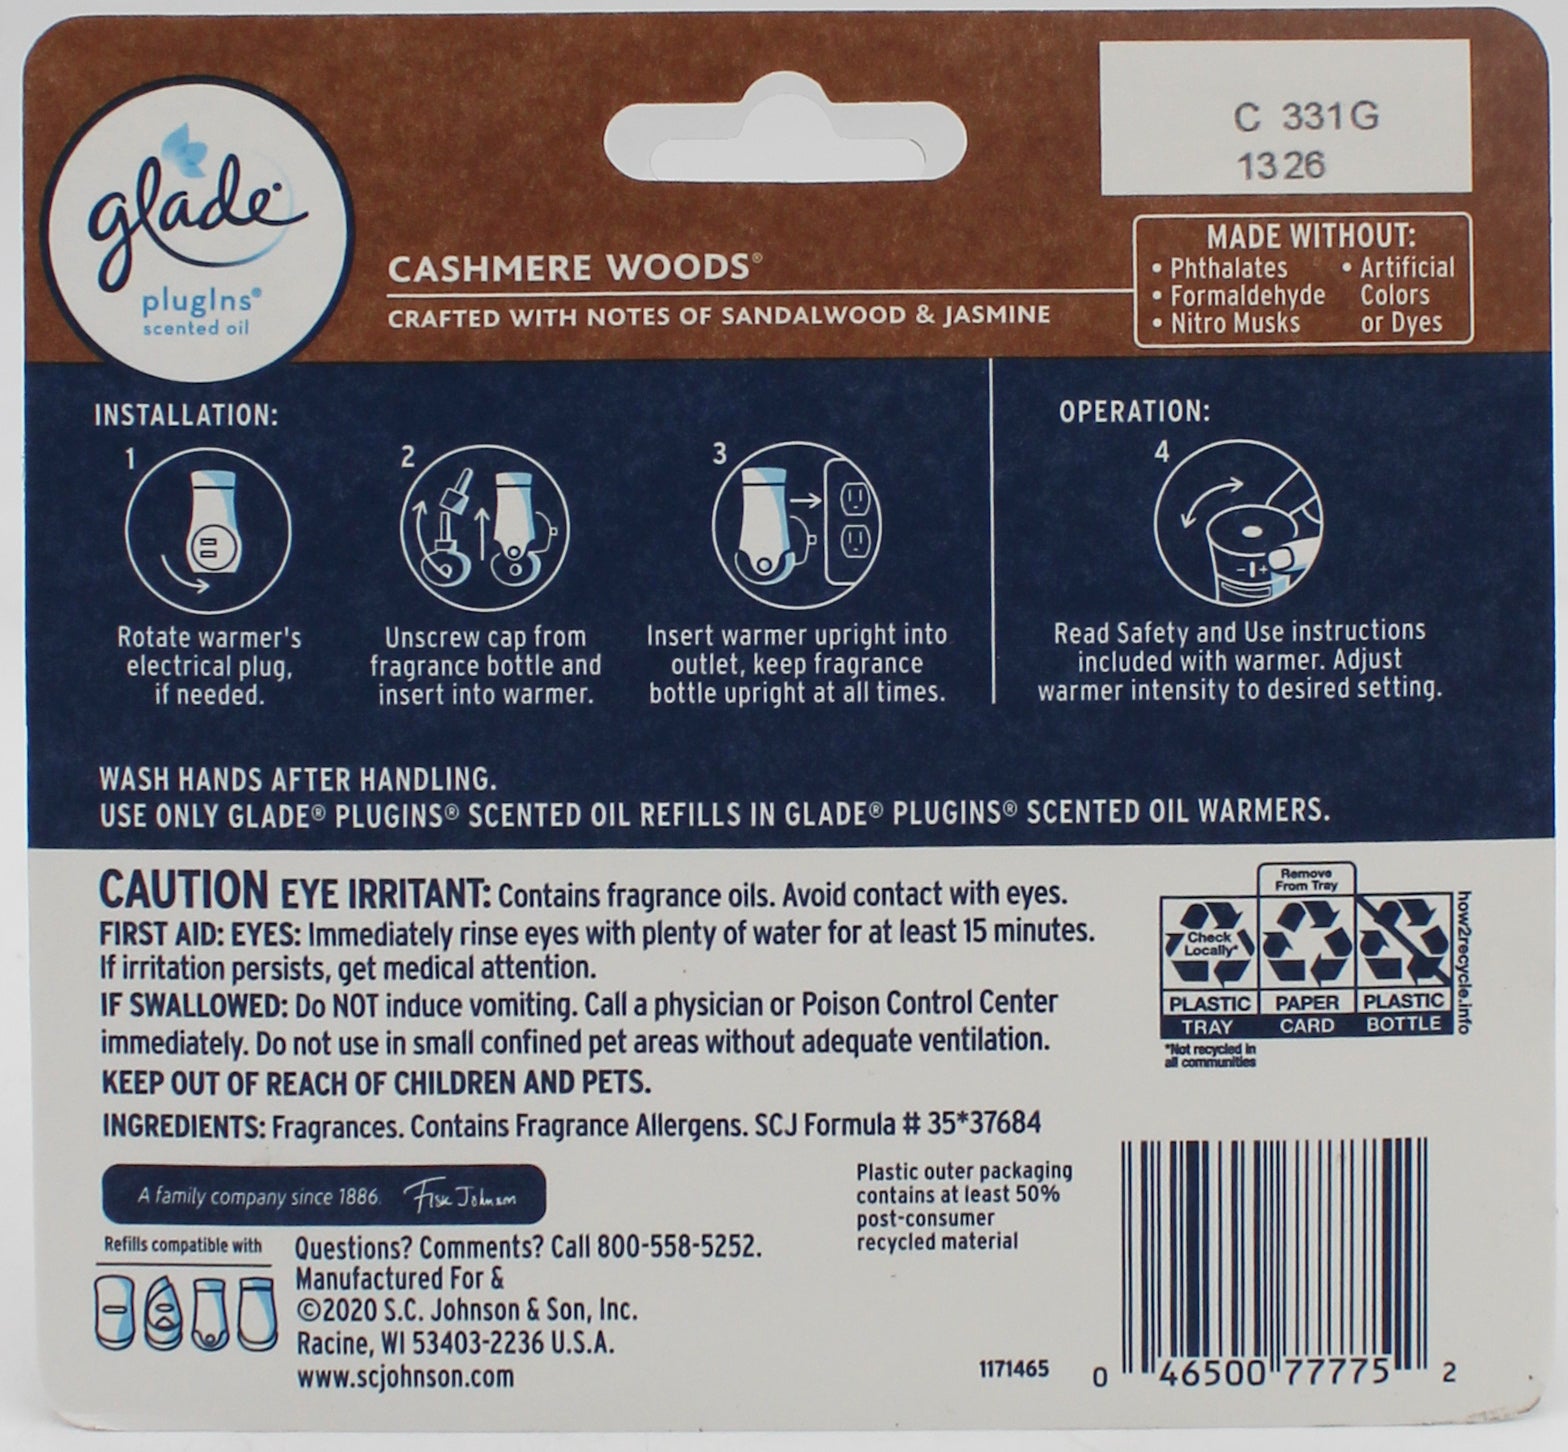 C 331G
1326
glade®
plugIns®
scented oil
CASHMERE WOODS®
CRAFTED WITH NOTES OF SANDALWOOD & JASMINE
MADE WITHOUT:
• Phthalates
• Formaldehyde
• Nitro Musks
• Artificial
Colors
or Dyes
INSTALLATION:
1
Rotate warmer's
electrical plug,
if needed.
2
Unscrew cap from
fragrance bottle and
insert into warmer.
3
Insert warmer upright into
outlet, keep fragrance
bottle upright at all times.
OPERATION:
4
- +
Read Safety and Use instructions
included with warmer. Adjust
warmer intensity to desired setting.
WASH HANDS AFTER HANDLING.
USE ONLY GLADE® PLUGINS® SCENTED OIL REFILLS IN GLADE® PLUGINS® SCENTED OIL WARMERS.
CAUTION EYE IRRITANT: Contains fragrance oils. Avoid contact with eyes.
FIRST AID: EYES: Immediately rinse eyes with plenty of water for at least 15 minutes.
If irritation persists, get medical attention.
IF SWALLOWED: Do NOT induce vomiting. Call a physician or Poison Control Center
immediately. Do not use in small confined pet areas without adequate ventilation.
KEEP OUT OF REACH OF CHILDREN AND PETS.
INGREDIENTS: Fragrances. Contains Fragrance Allergens. SCJ Formula # 35*37684
Remove
From Tray
Check
Locally*
PLASTIC
TRAY
PAPER
CARD
PLASTIC
BOTTLE
how2recycle.info
*Not recycled in
all communities
A family company since 1886.
Fisk Johnson
Refills compatible with
Questions? Comments? Call 800-558-5252.
Manufactured For &
©2020 S.C. Johnson & Son, Inc.
Racine, WI 53403-2236 U.S.A.
www.scjohnson.com
Plastic outer packaging
contains at least 50%
post-consumer
recycled material
1171465
0 46500 77775 2